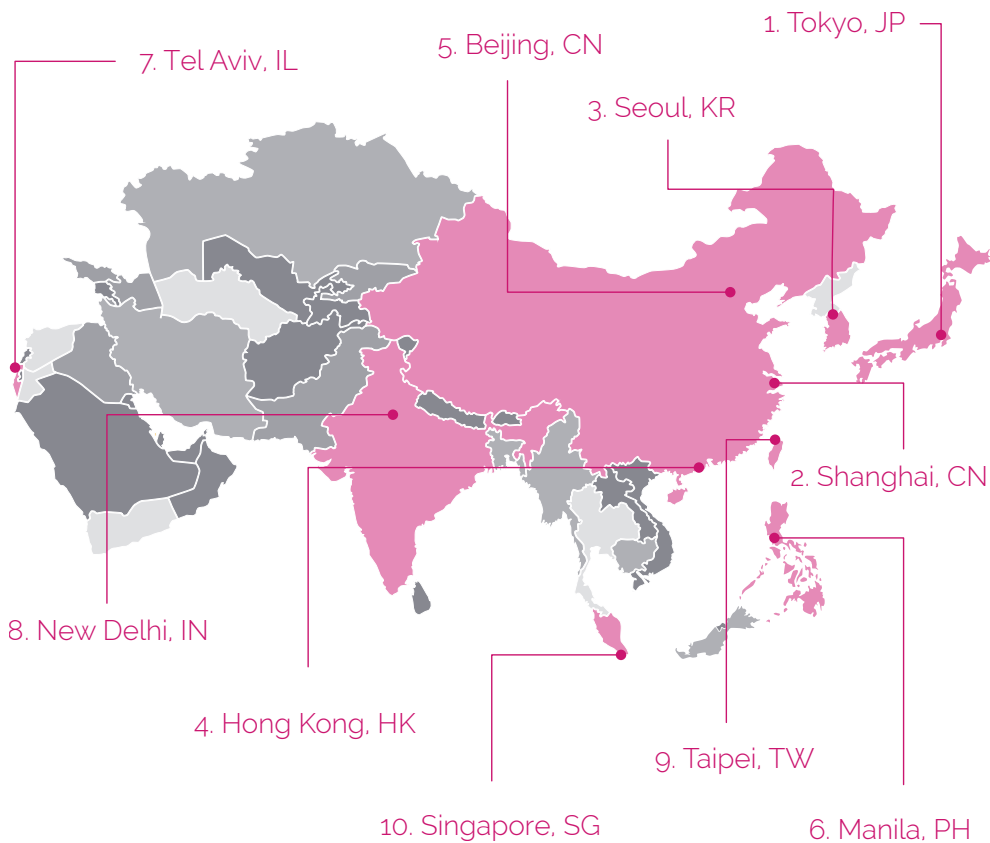 1. Tokyo, JP
5. Beijing, CN
7. Tel Aviv, IL
3. Seoul, KR
2. Shanghai, CN
8. New Delhi, IN
4. Hong Kong, HK
9. Taipei, TW
10. Singapore, SG
6. Manila, PH